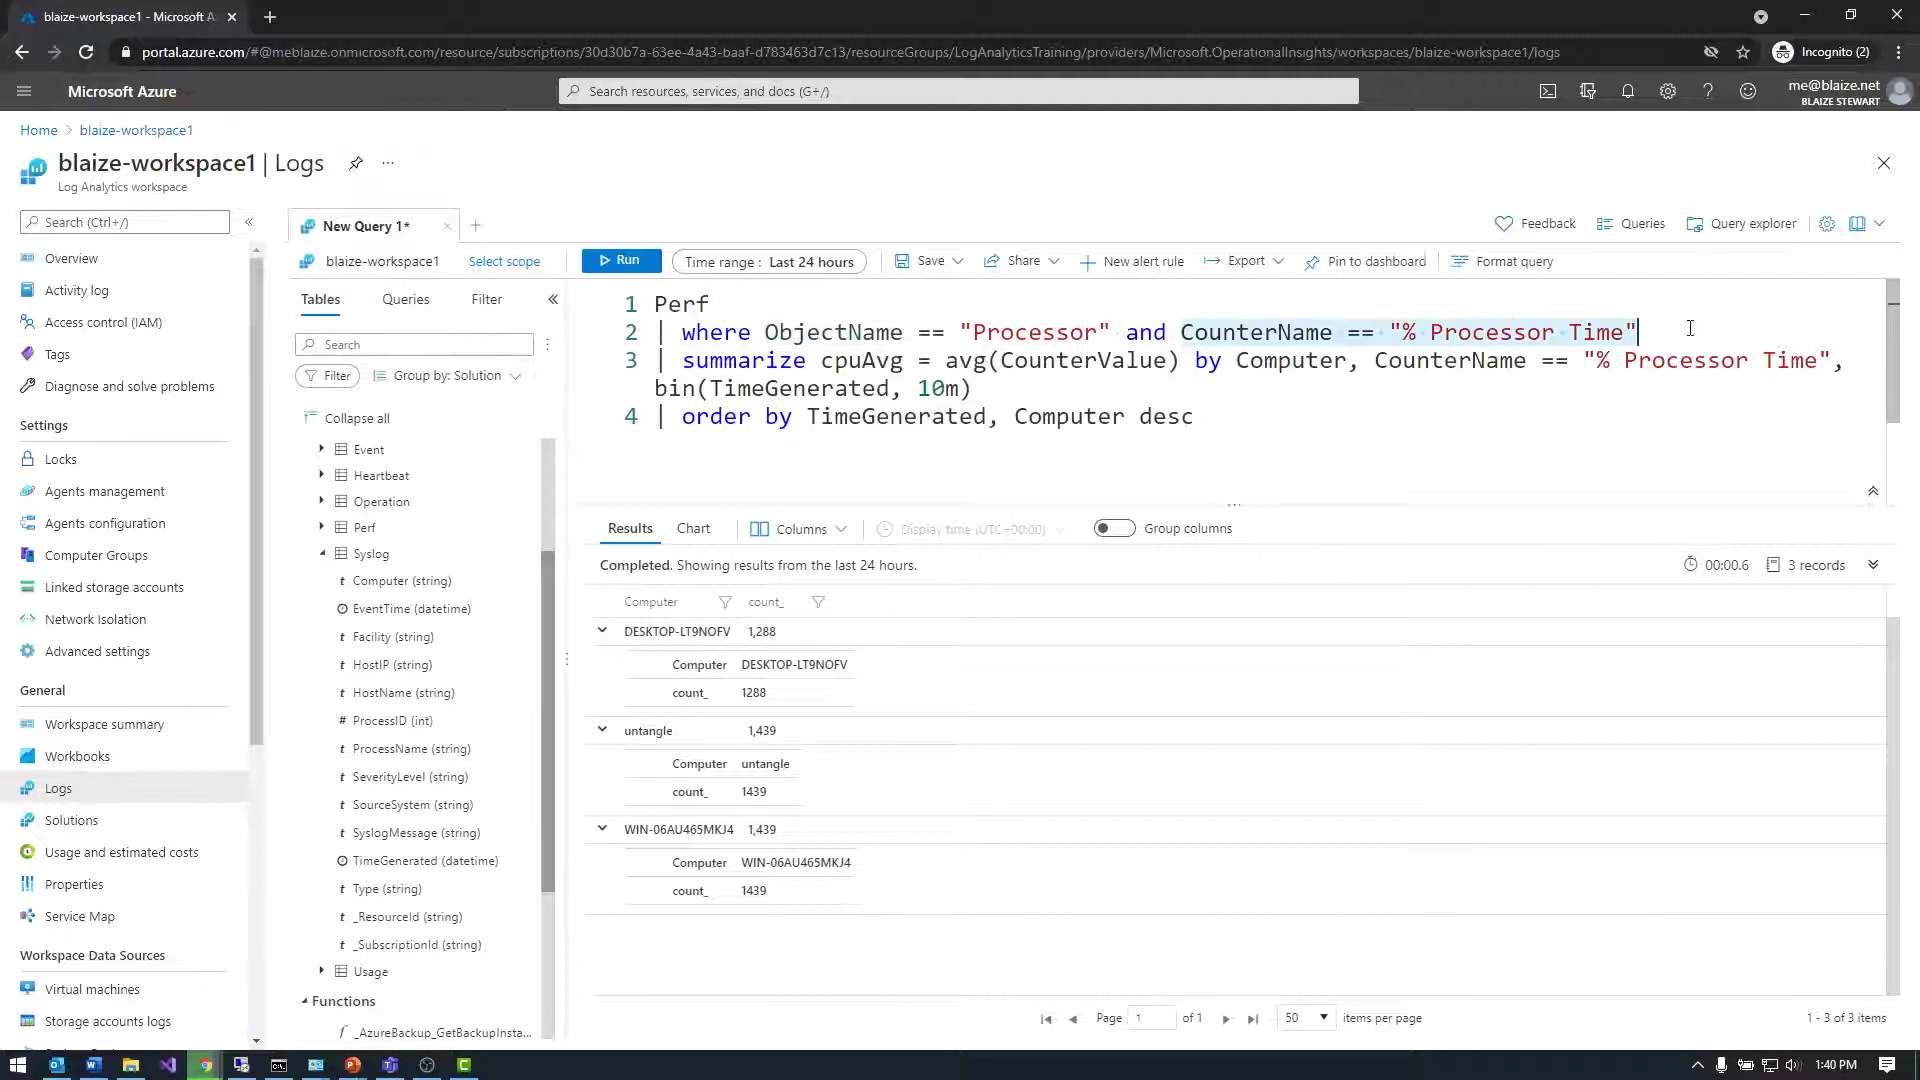 blaize-workspace1 - Microsoft A
portal.azure.com/#@meblaize.onmicrosoft.com/resource/subscriptions/30d30b7a-63ee-4a43-baaf-d783463d7c13/resourceGroups/LogAnalyticsTraining/providers/Microsoft.OperationalInsights/workspaces/blaize-workspace1/logs
Incognito (2)
Microsoft Azure
Search resources, services, and docs (G+/)
me@blaize.net
BLAIZE STEWART
Home > blaize-workspace1
blaize-workspace1 | Logs
Log Analytics workspace
Search (Ctrl+/)
Overview
Activity log
Access control (IAM)
Tags
Diagnose and solve problems
Settings
Locks
Agents management
Agents configuration
Computer Groups
Linked storage accounts
Network Isolation
Advanced settings
General
Workspace summary
Workbooks
Logs
Solutions
Usage and estimated costs
Properties
Service Map
Workspace Data Sources
Virtual machines
Storage accounts logs
New Query 1*
Feedback
Queries
Query explorer
blaize-workspace1
Select scope
Run
Time range : Last 24 hours
Save
Share
New alert rule
Export
Pin to dashboard
Format query
Tables
Queries
Filter
Search
Filter
Group by: Solution
Collapse all
Event
Heartbeat
Operation
Perf
Syslog
t Computer (string)
EventTime (datetime)
t Facility (string)
t HostIP (string)
t HostName (string)
# ProcessID (int)
t ProcessName (string)
t SeverityLevel (string)
t SourceSystem (string)
t SyslogMessage (string)
TimeGenerated (datetime)
t Type (string)
t _ResourceId (string)
t _SubscriptionId (string)
Usage
Functions
f _AzureBackup_GetBackupInsta...
1 Perf
2 | where ObjectName == "Processor" and CounterName == "% Processor Time"
3 | summarize cpuAvg = avg(CounterValue) by Computer, CounterName == "% Processor Time",
bin(TimeGenerated, 10m)
4 | order by TimeGenerated, Computer desc
Results
Chart
Columns
Display time (UTC+00:00)
Group columns
Completed. Showing results from the last 24 hours.
00:00.6
3 records
Computer count_
DESKTOP-LT9NOFV 1,288
Computer DESKTOP-LT9NOFV
count_ 1288
untangle 1,439
Computer untangle
count_ 1439
WIN-06AU465MKJ4 1,439
Computer WIN-06AU465MKJ4
count_ 1439
Page 1 of 1
50 items per page
1 - 3 of 3 items
1:40 PM